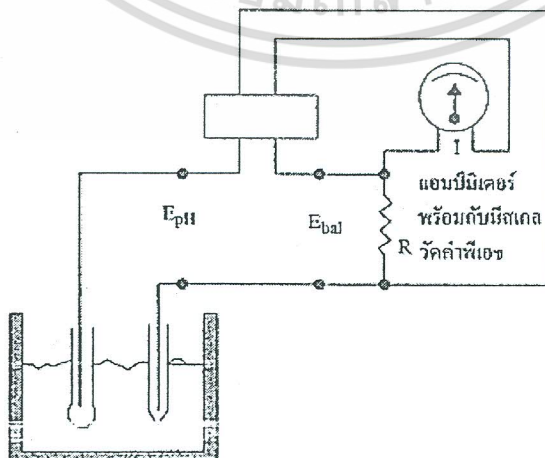 E_pH
E_bal
I
R
แอมป์มิเตอร์
พร้อมกับมีสเกล
วัดค่าพีเอช